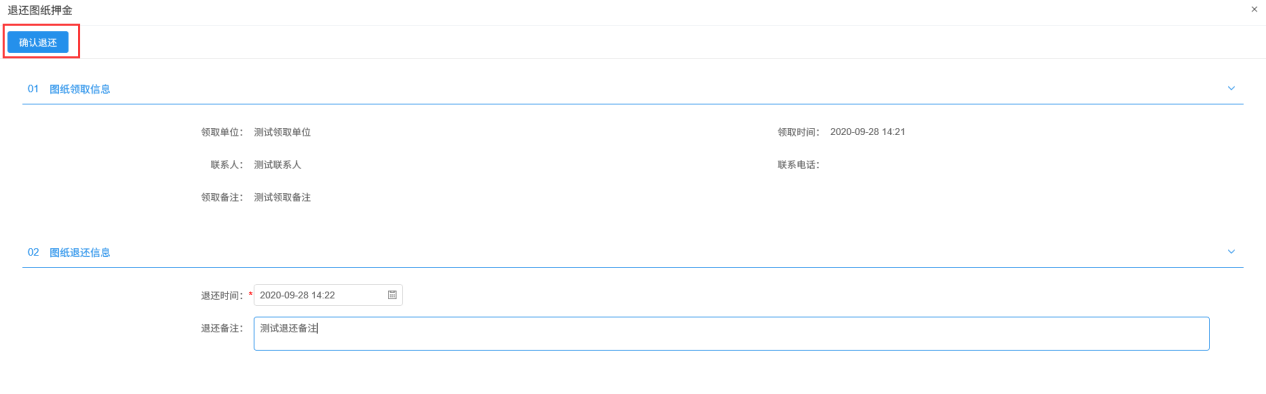 退还图纸押金
×
确认退还
01 图纸领取信息
领取单位： 测试领取单位 领取时间： 2020-09-28 14:21
联系人： 测试联系人 联系电话：
领取备注： 测试领取备注
02 图纸退还信息
退还时间：* 2020-09-28 14:22
退还备注： 测试退还备注